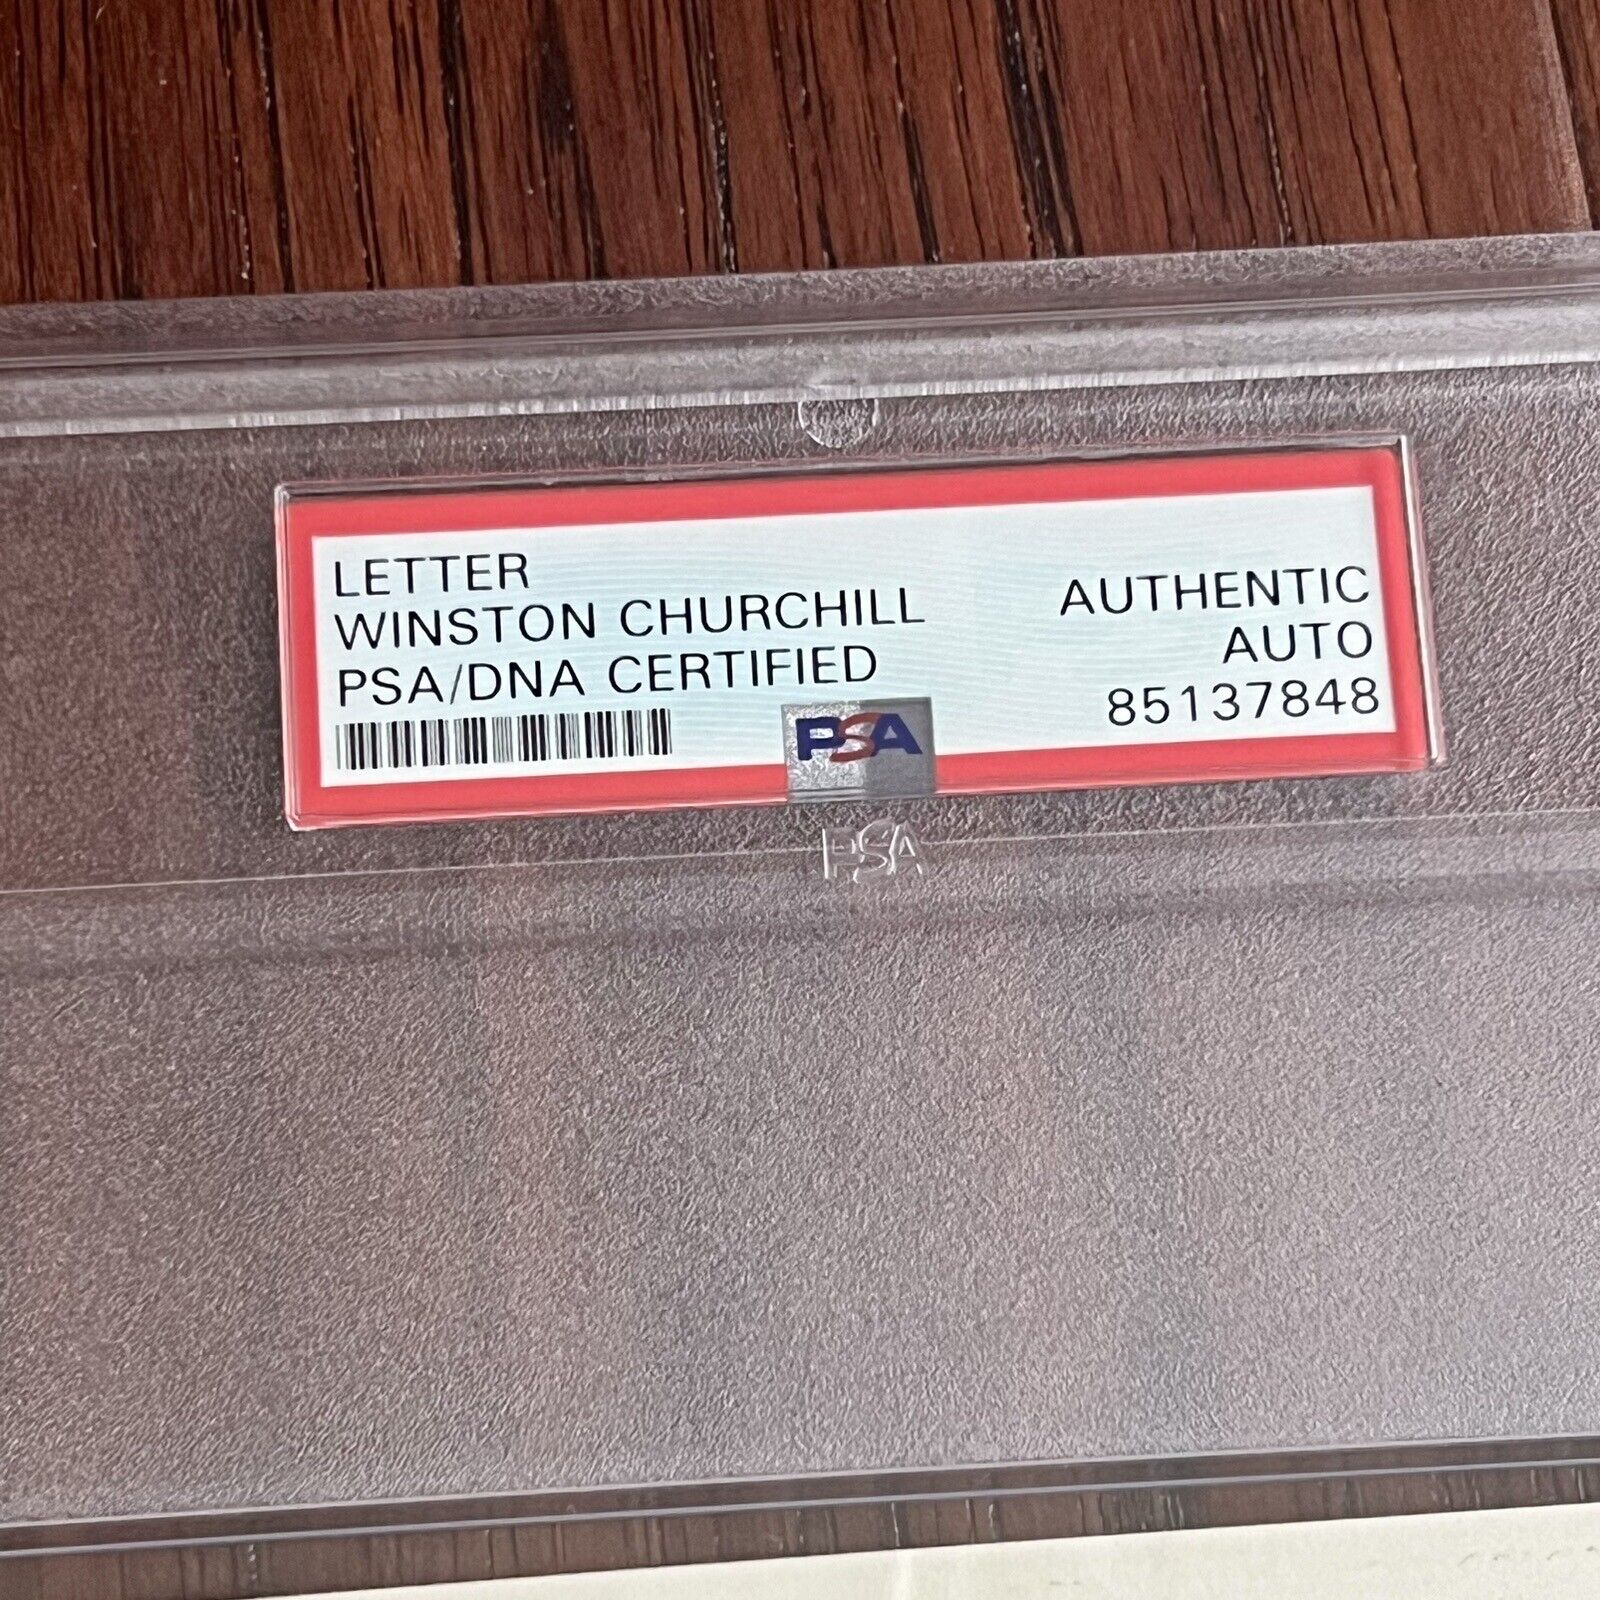 LETTER
WINSTON CHURCHILL
PSA/DNA CERTIFIED
AUTHENTIC
AUTO
85137848
PSA
PSA